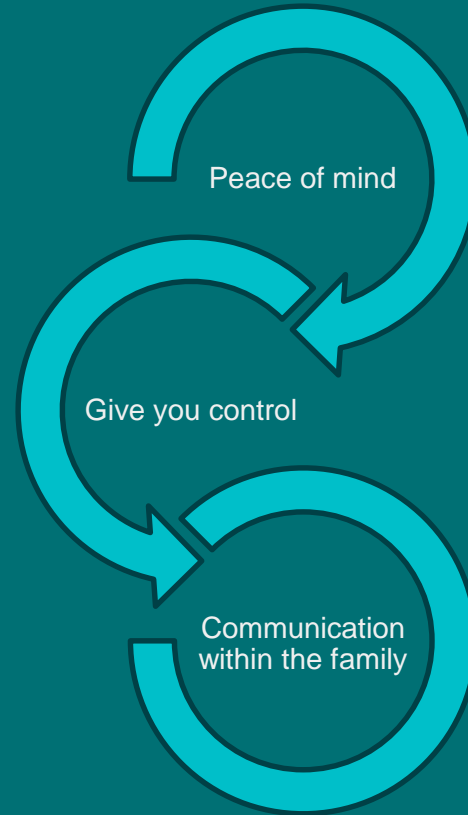 Peace of mind
Give you control
Communication
within the family